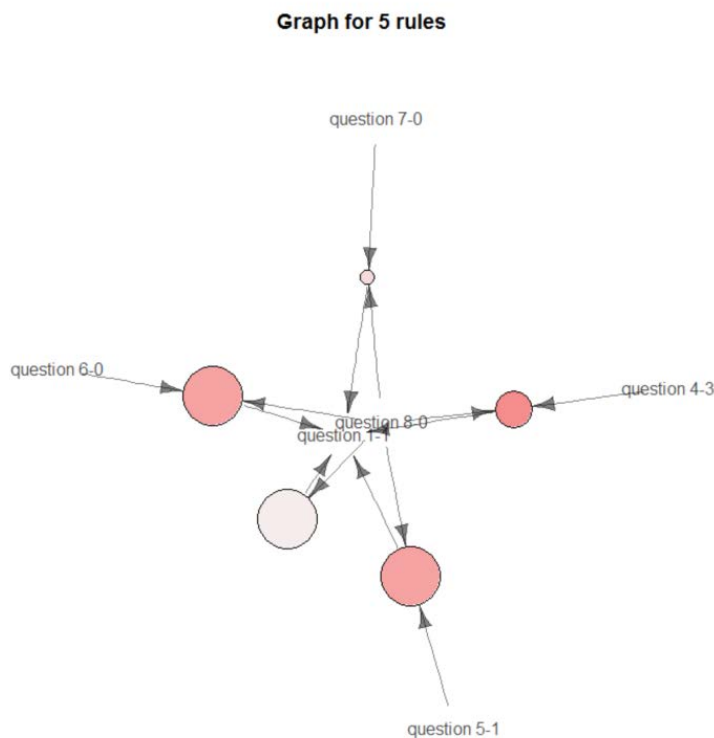 Graph for 5 rules
question 7-0
question 6-0
question 4-3
question 8-0
question 1-1
question 5-1